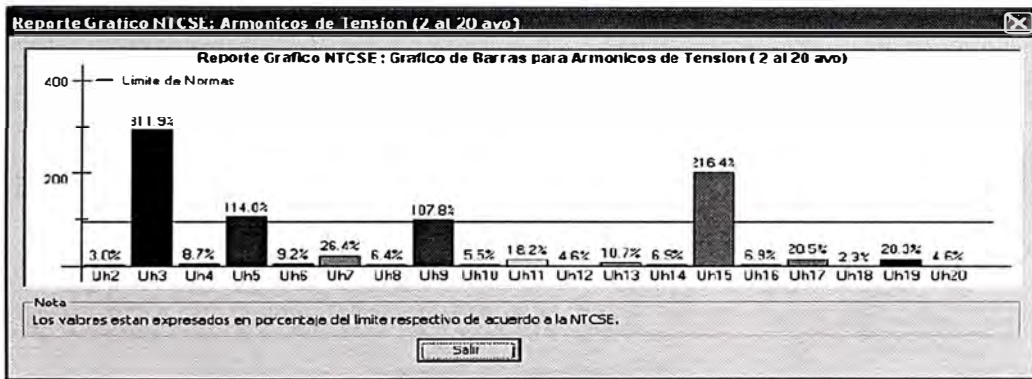 Reporte Grafico NTCSE: Armonicos de Tension (2 al 20 avo)
Reporte Grafico NTCSE : Grafico de Barras para Armonicos de Tension ( 2 al 20 avo)
400
Limite de Normas
311.9%
216.4%
200
114.0%
107.8%
3.0% 8.7% 9.2% 26.4% 6.4% 5.5% 18.2% 4.6% 10.7% 6.9% 6.9% 20.5% 2.3% 20.3% 4.6%
Uh2 Uh3 Uh4 Uh5 Uh6 Uh7 Uh8 Uh9 Uh10 Uh11 Uh12 Uh13 Uh14 Uh15 Uh16 Uh17 Uh18 Uh19 Uh20
Nota
Los valores estan expresados en porcentaje del limite respectivo de acuerdo a la NTCSE.
Salir